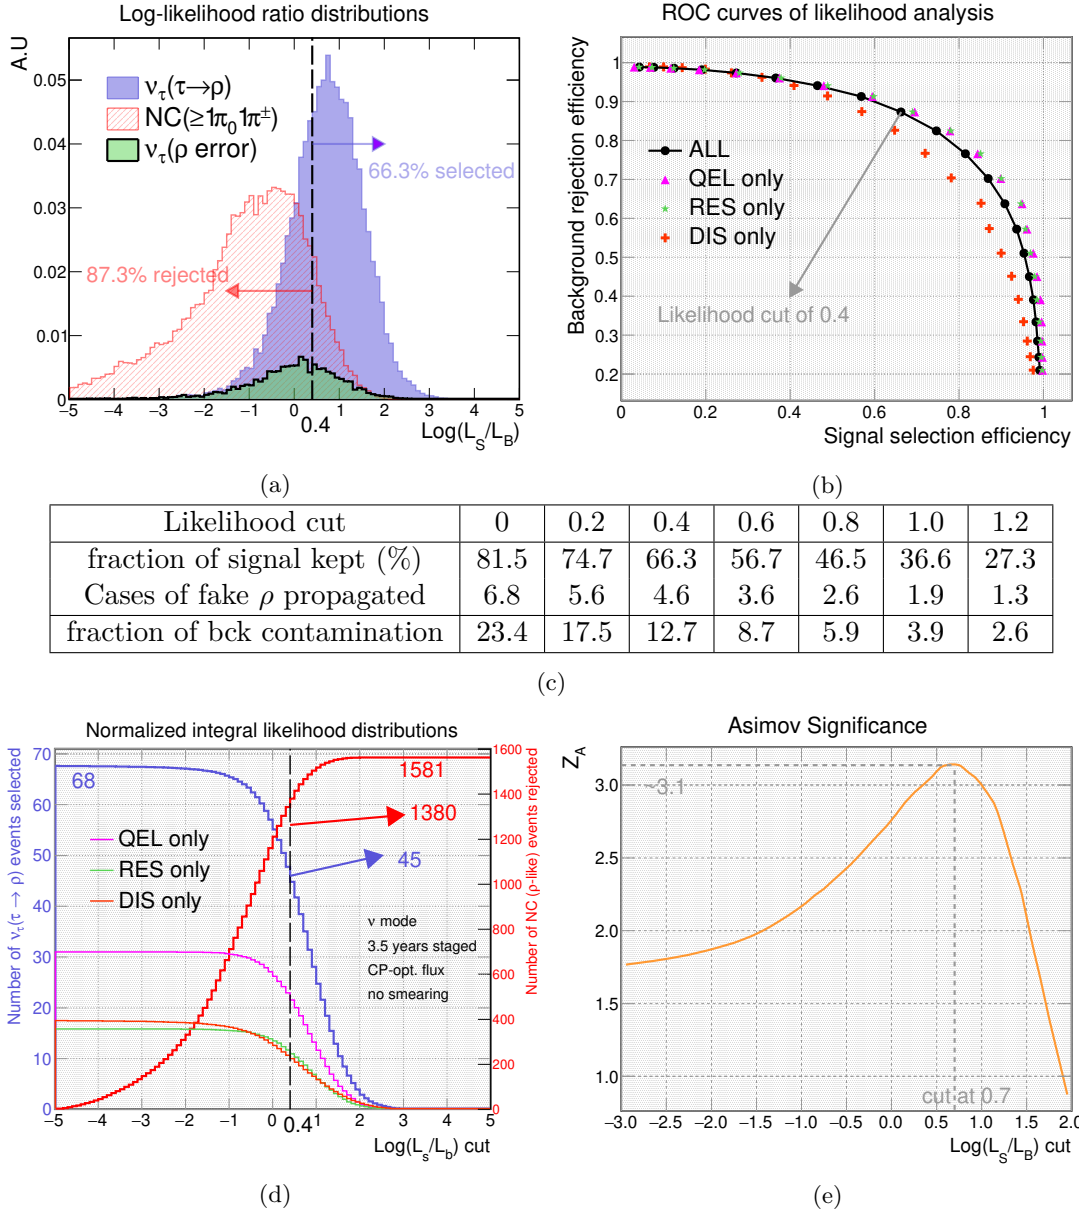 Log-likelihood ratio distributions
A.U
0.05
0.04
0.03
0.02
0.01
0
ν_τ(τ→ρ)
NC(≥1π₀1π±)
ν_τ(ρ error)
66.3% selected
87.3% rejected
−5 −4 −3 −2 −1 0 1 2 3 4 5
0.4
Log(L_S/L_B)
(a)
ROC curves of likelihood analysis
Background rejection efficiency
1
0.9
0.8
0.7
0.6
0.5
0.4
0.3
0.2
ALL
QEL only
RES only
DIS only
Likelihood cut of 0.4
0 0.2 0.4 0.6 0.8 1
Signal selection efficiency
(b)
Likelihood cut 0 0.2 0.4 0.6 0.8 1.0 1.2
fraction of signal kept (%) 81.5 74.7 66.3 56.7 46.5 36.6 27.3
Cases of fake ρ propagated 6.8 5.6 4.6 3.6 2.6 1.9 1.3
fraction of bck contamination 23.4 17.5 12.7 8.7 5.9 3.9 2.6
(c)
Normalized integral likelihood distributions
Number of ν_τ(τ → ρ) events selected
70
60
50
40
30
20
10
0
68
1581
1380
45
QEL only
RES only
DIS only
ν mode
3.5 years staged
CP-opt. flux
no smearing
1600
1400
1200
1000
800
600
400
200
0
Number of NC (ρ-like) events rejected
−5 −4 −3 −2 −1 0 1 2 3 4 5
0.4
Log(L_s/L_b) cut
(d)
Asimov Significance
Z_A
3.0
2.5
2.0
1.5
1.0
~3.1
cut at 0.7
−3.0 −2.5 −2.0 −1.5 −1.0 −0.5 0.0 0.5 1.0 1.5 2.0
Log(L_S/L_B) cut
(e)